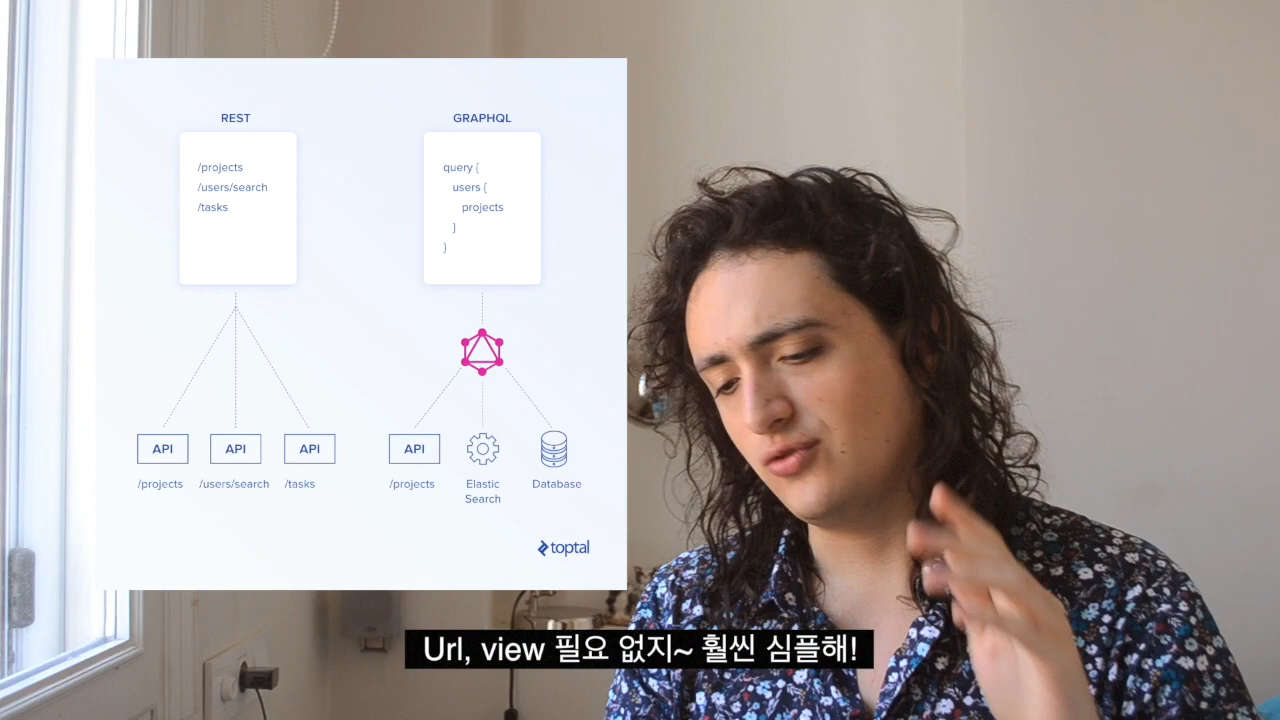 REST
/projects
/users/search
/tasks
API
API
API
/projects
/users/search
/tasks
GRAPHQL
query {
users {
projects
}
}
API
/projects
Elastic
Search
Database
toptal
Url, view 필요 없지~ 훨씬 심플해!